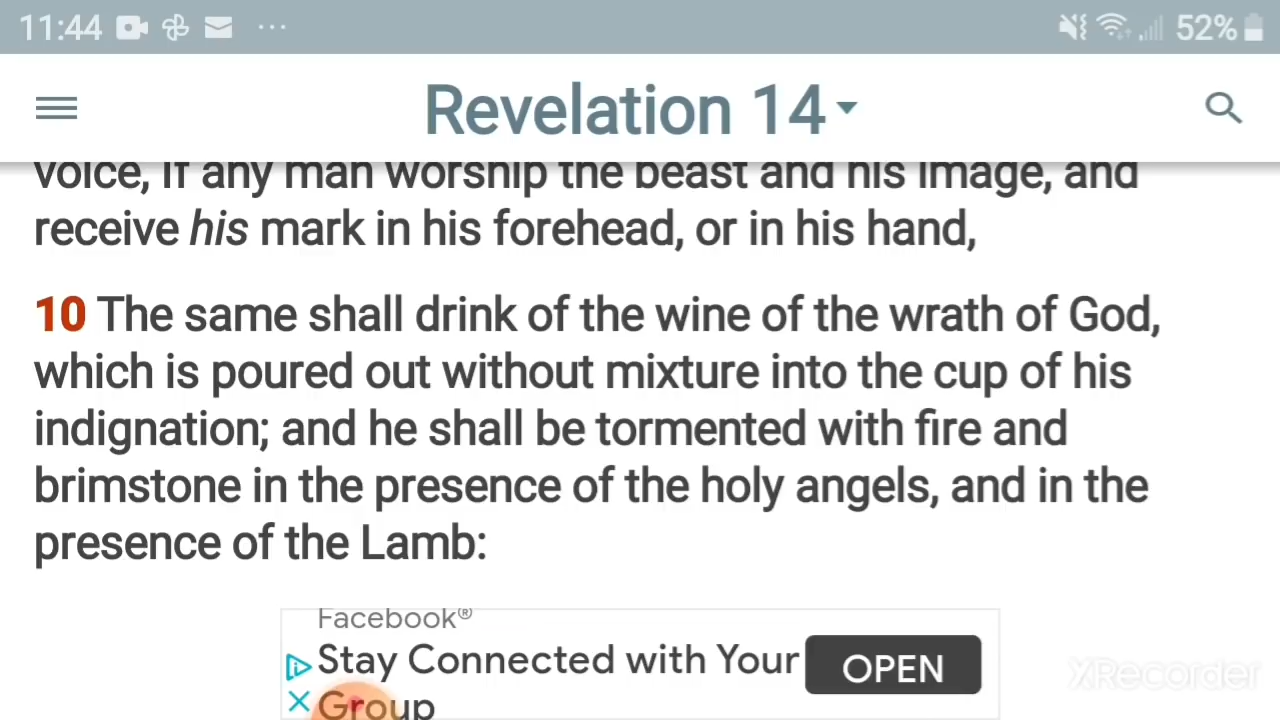 11:44 ... 52%
Revelation 14
voice, If any man worship the beast and his image, and
receive his mark in his forehead, or in his hand,
10 The same shall drink of the wine of the wrath of God,
which is poured out without mixture into the cup of his
indignation; and he shall be tormented with fire and
brimstone in the presence of the holy angels, and in the
presence of the Lamb:
Facebook®
Stay Connected with Your
Group
OPEN
XRecorder